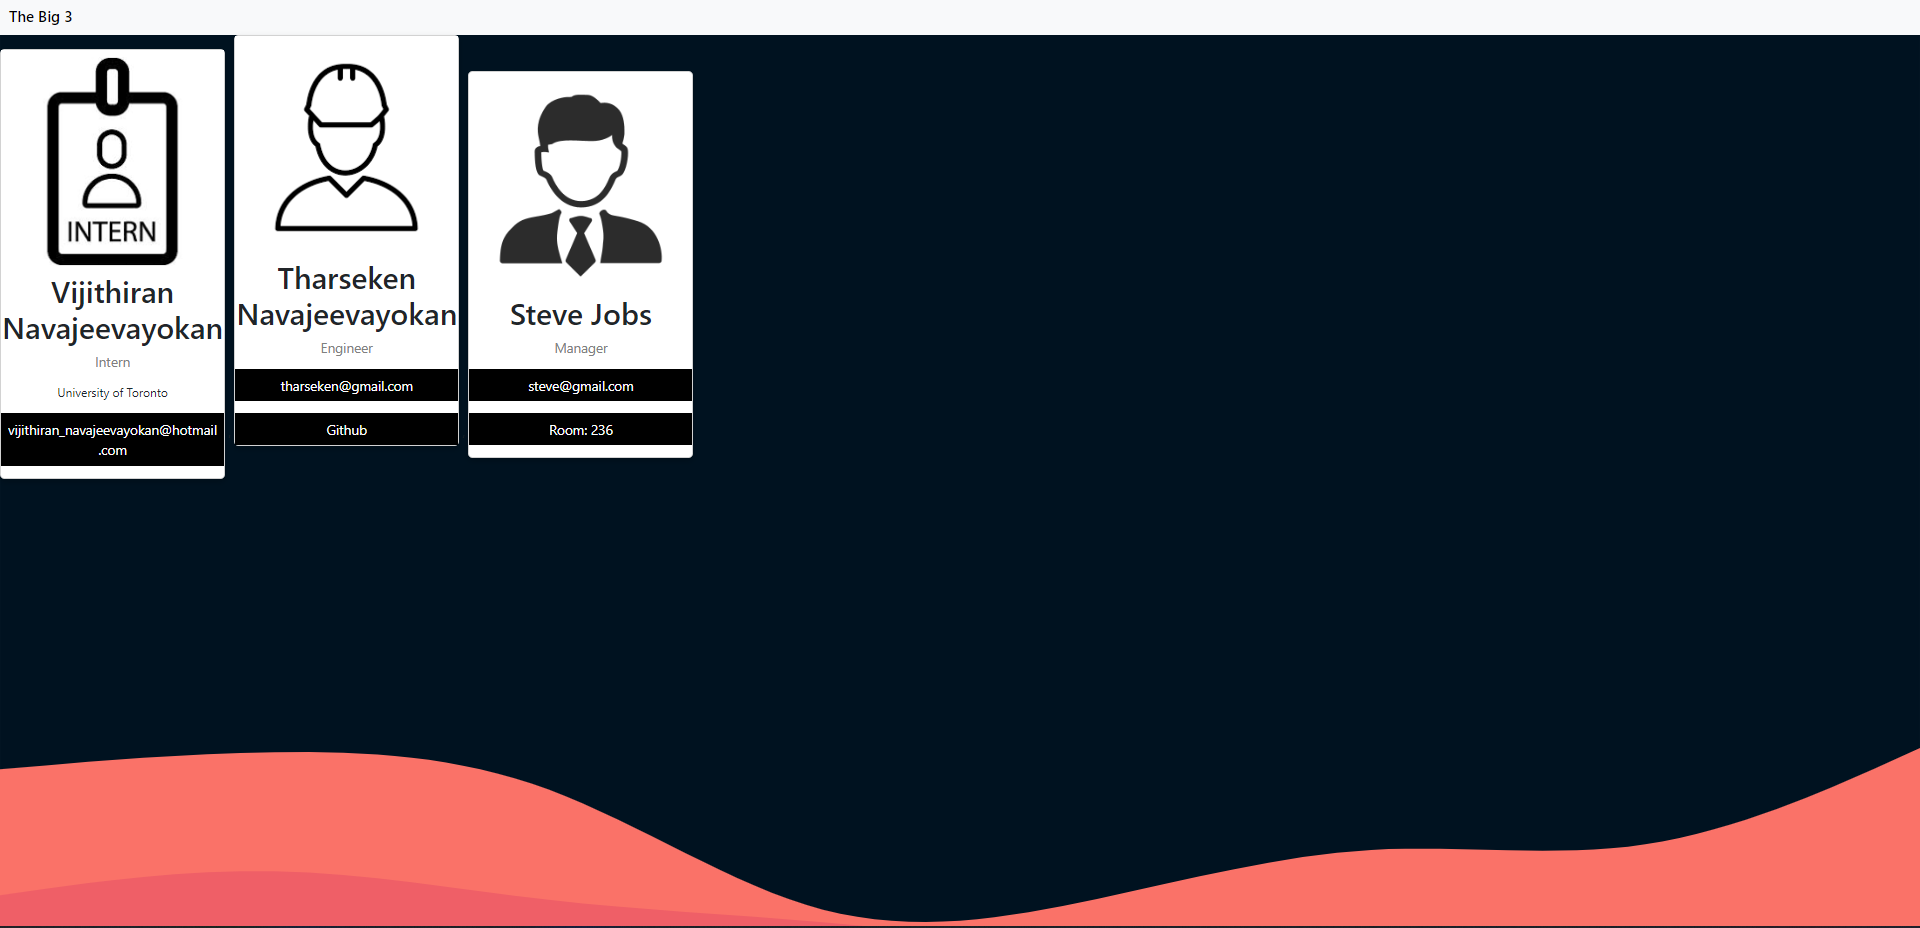 The Big 3
INTERN
Vijithiran
Navajeevayokan
Intern
University of Toronto
vijithiran_navajeevayokan@hotmail
.com
Tharseken
Navajeevayokan
Engineer
tharseken@gmail.com
Github
Steve Jobs
Manager
steve@gmail.com
Room: 236